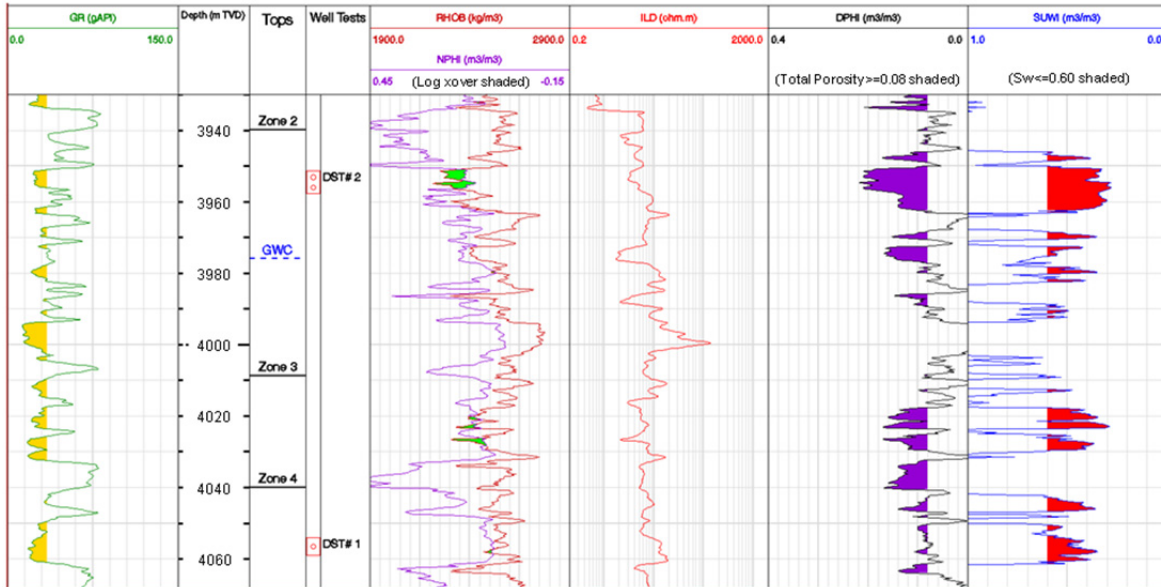 GR (gAPI)
0.0 150.0
Depth (m TVD)
Tops
Well Tests
RHOB (kg/m3)
1900.0 2900.0
NPHI (m3/m3)
0.45 (Log xover shaded) -0.15
ILD (ohm.m)
0.2 2000.0
DPHI (m3/m3)
0.4 0.0
(Total Porosity>=0.08 shaded)
SUWI (m3/m3)
1.0 0.0
(Sw<=0.60 shaded)
3940
Zone 2
DST# 2
3960
GWC
3980
4000
Zone 3
4020
Zone 4
4040
DST# 1
4060